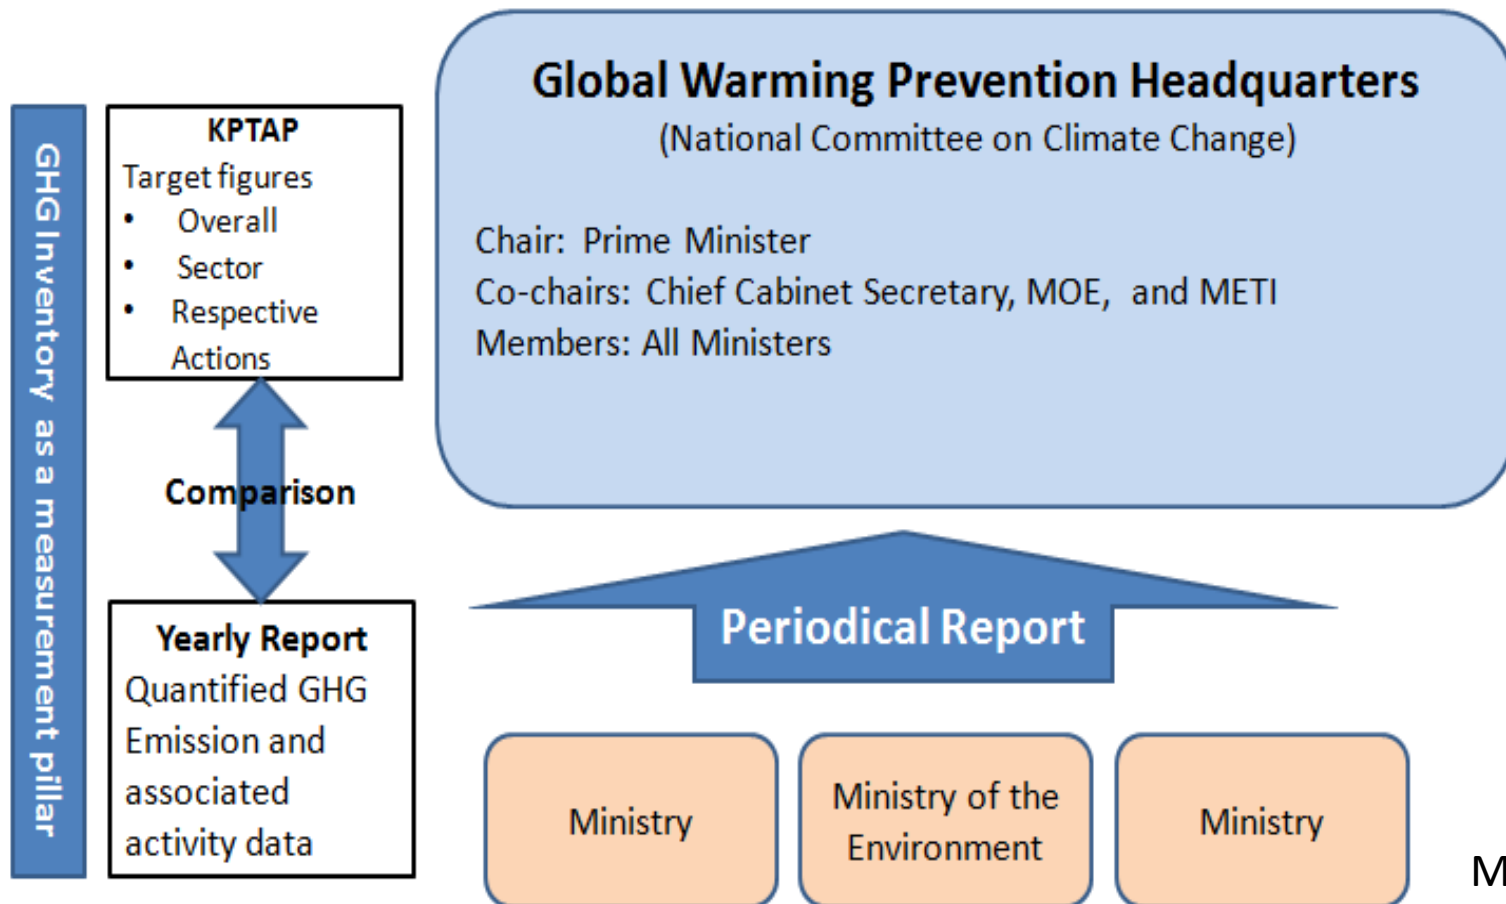 GHG Inventory as a measurement pillar
KPTAP
Target figures
• Overall
• Sector
• Respective
Actions
Comparison
Yearly Report
Quantified GHG
Emission and
associated
activity data
Global Warming Prevention Headquarters
(National Committee on Climate Change)
Chair: Prime Minister
Co-chairs: Chief Cabinet Secretary, MOE, and METI
Members: All Ministers
Periodical Report
Ministry
Ministry of the
Environment
Ministry
M